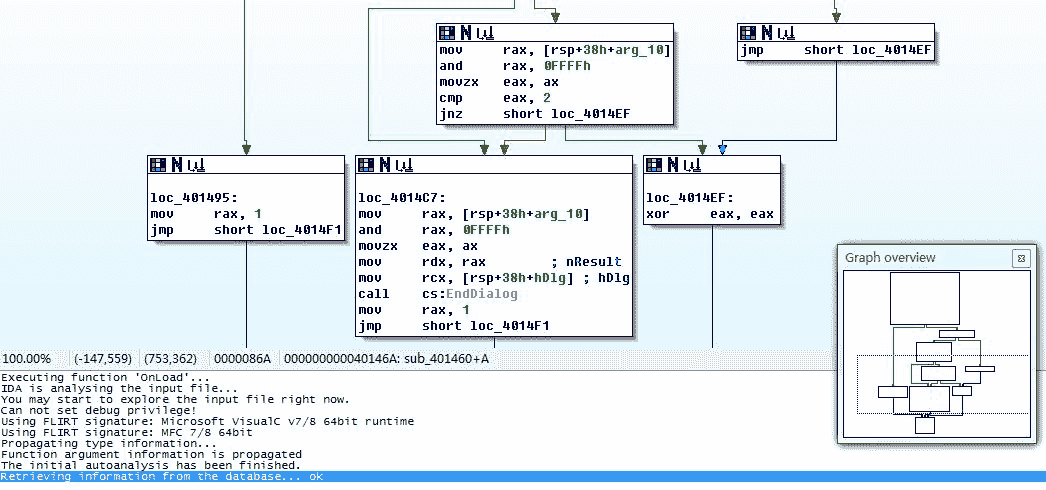 mov rax, [rsp+38h+arg_10]
and rax, 0FFFFh
movzx eax, ax
cmp eax, 2
jnz short loc_4014EF
jmp short loc_4014EF
loc_401495:
mov rax, 1
jmp short loc_4014F1
loc_4014C7:
mov rax, [rsp+38h+arg_10]
and rax, 0FFFFh
movzx eax, ax
mov rdx, rax ; nResult
mov rcx, [rsp+38h+hDlg] ; hDlg
call cs:EndDialog
mov rax, 1
jmp short loc_4014F1
loc_4014EF:
xor eax, eax
Graph overview
100.00% (-147,559) (753,362) 0000086A 000000000040146A: sub_401460+A
Executing function 'OnLoad'...
IDA is analysing the input file...
You may start to explore the input file right now.
Can not set debug privilege!
Using FLIRT signature: Microsoft VisualC v7/8 64bit runtime
Using FLIRT signature: MFC 7/8 64bit
Propagating type information...
Function argument information is propagated
The initial autoanalysis has been finished.
Retrieving information from the database... ok